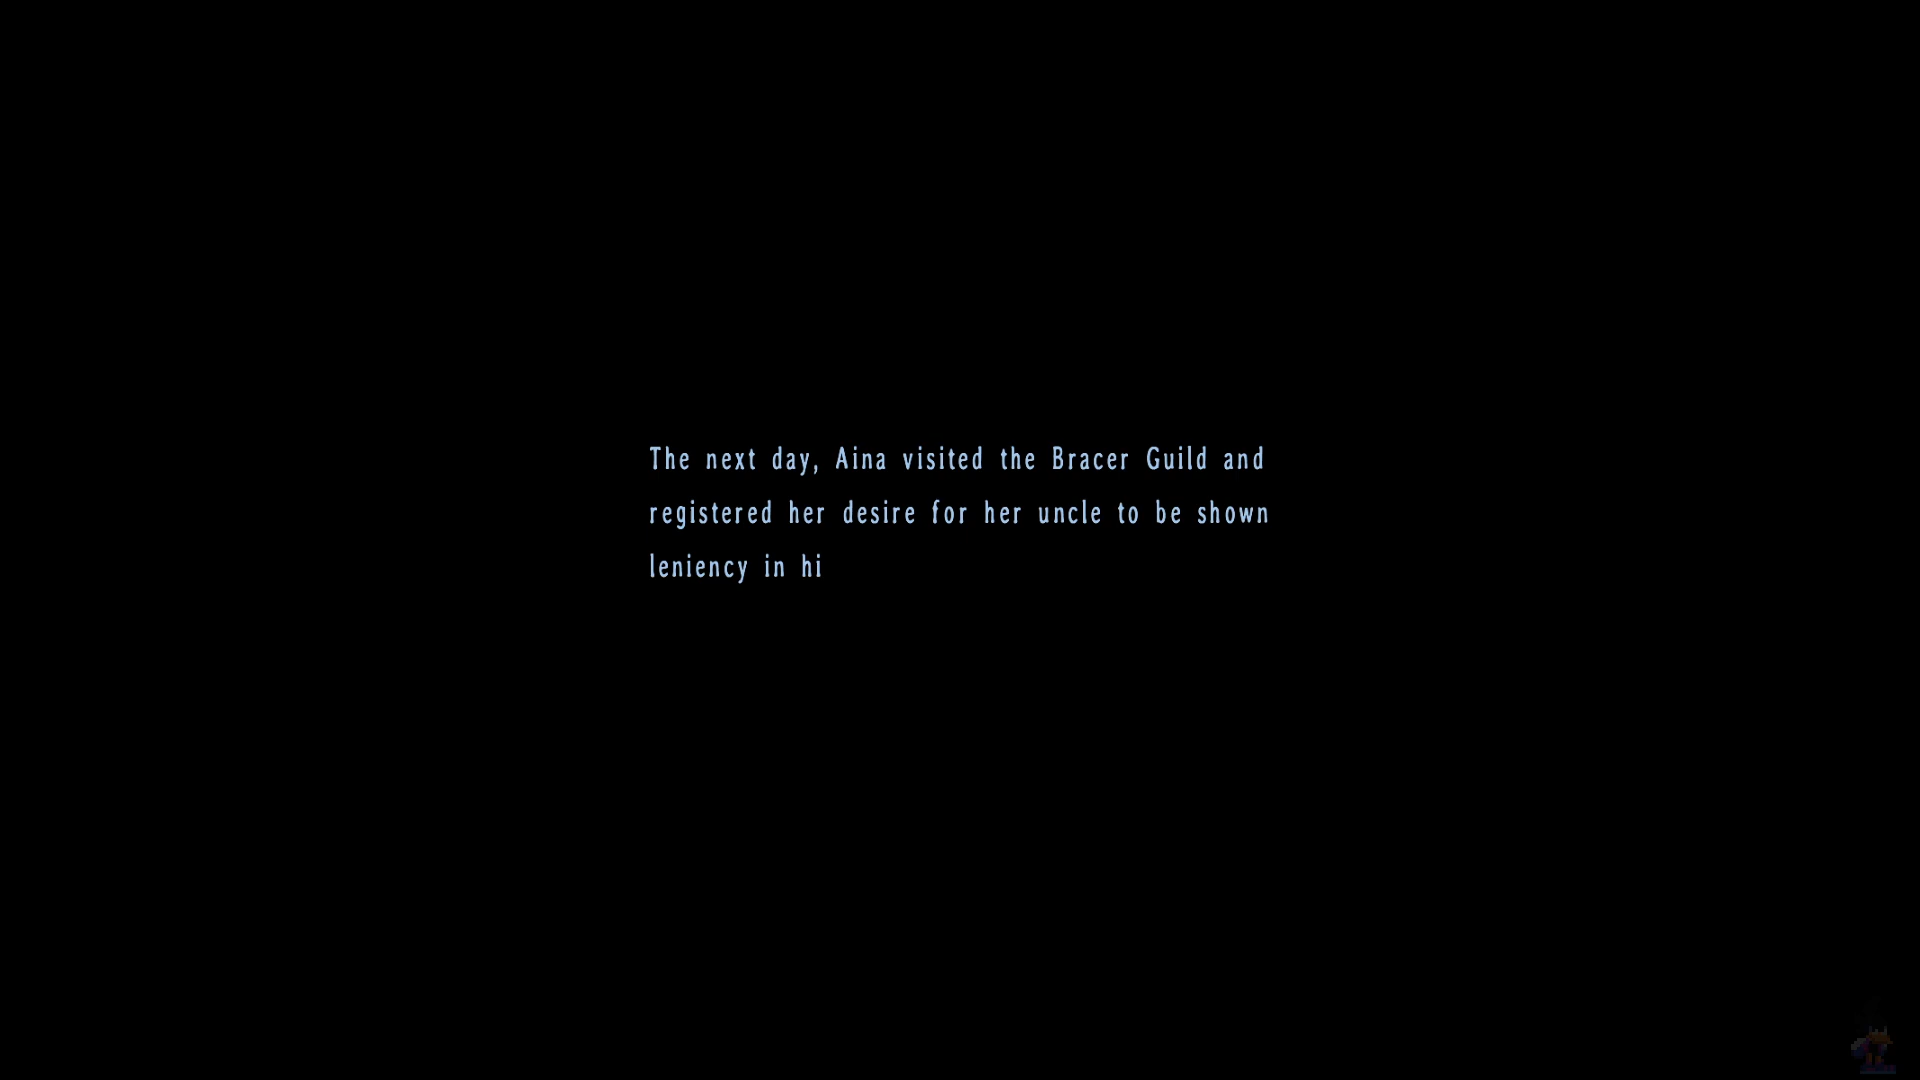 The next day, Aina visited the Bracer Guild and
registered her desire for her uncle to be shown
leniency in hi